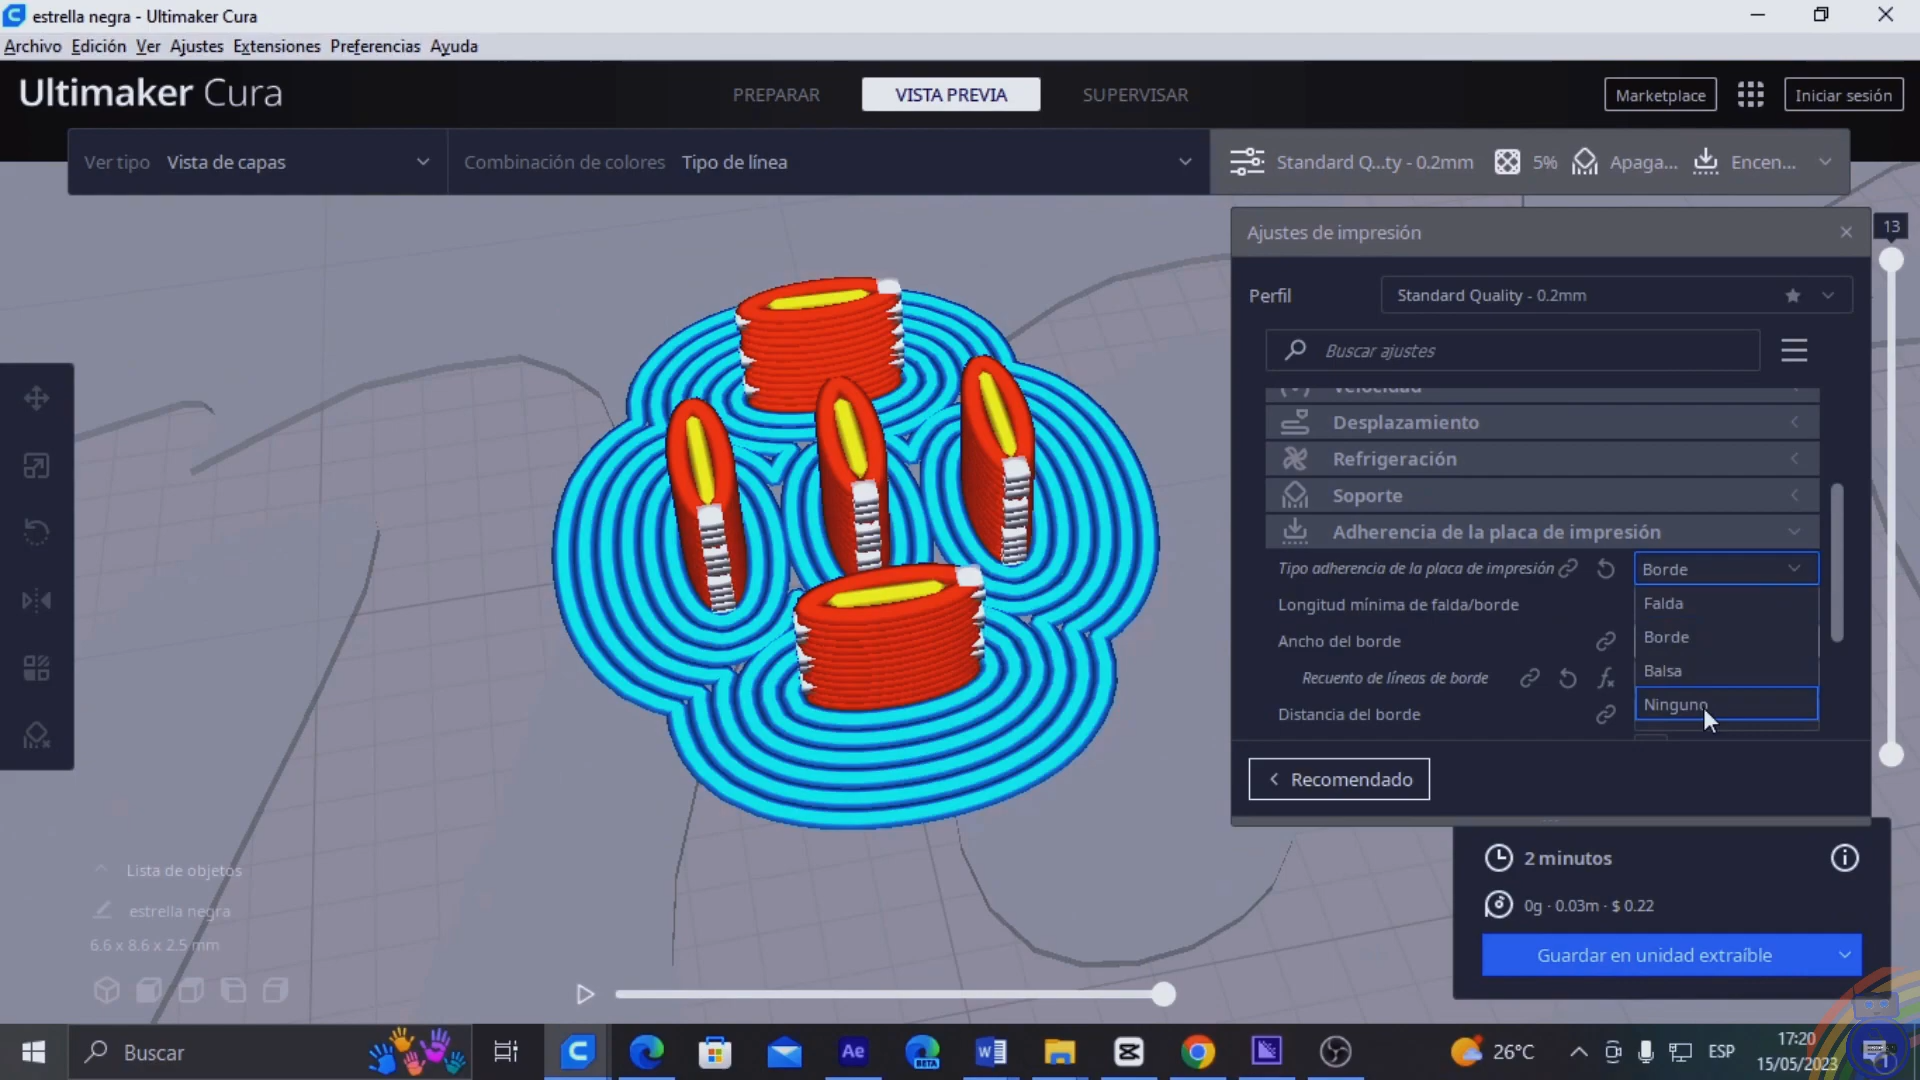 estrella negra - Ultimaker Cura
Archivo Edición Ver Ajustes Extensiones Preferencias Ayuda
Ultimaker Cura
PREPARAR
VISTA PREVIA
SUPERVISAR
Marketplace
Iniciar sesión
Ver tipo Vista de capas
Combinación de colores Tipo de línea
Standard Q...ty - 0.2mm
5%
Apaga...
Encen...
Ajustes de impresión
13
Perfil
Standard Quality - 0.2mm
Buscar ajustes
Velocidad
Desplazamiento
Refrigeración
Soporte
Adherencia de la placa de impresión
Tipo adherencia de la placa de impresión
Borde
Longitud mínima de falda/borde
Falda
Ancho del borde
Borde
Recuento de líneas de borde
Balsa
Distancia del borde
Ninguno
Recomendado
Lista de objetos
estrella negra
6.6 x 8.6 x 2.5 mm
2 minutos
0g · 0.03m · $ 0.22
Guardar en unidad extraíble
Buscar
Ae
BETA
26°C
ESP
17:20
15/05/2023